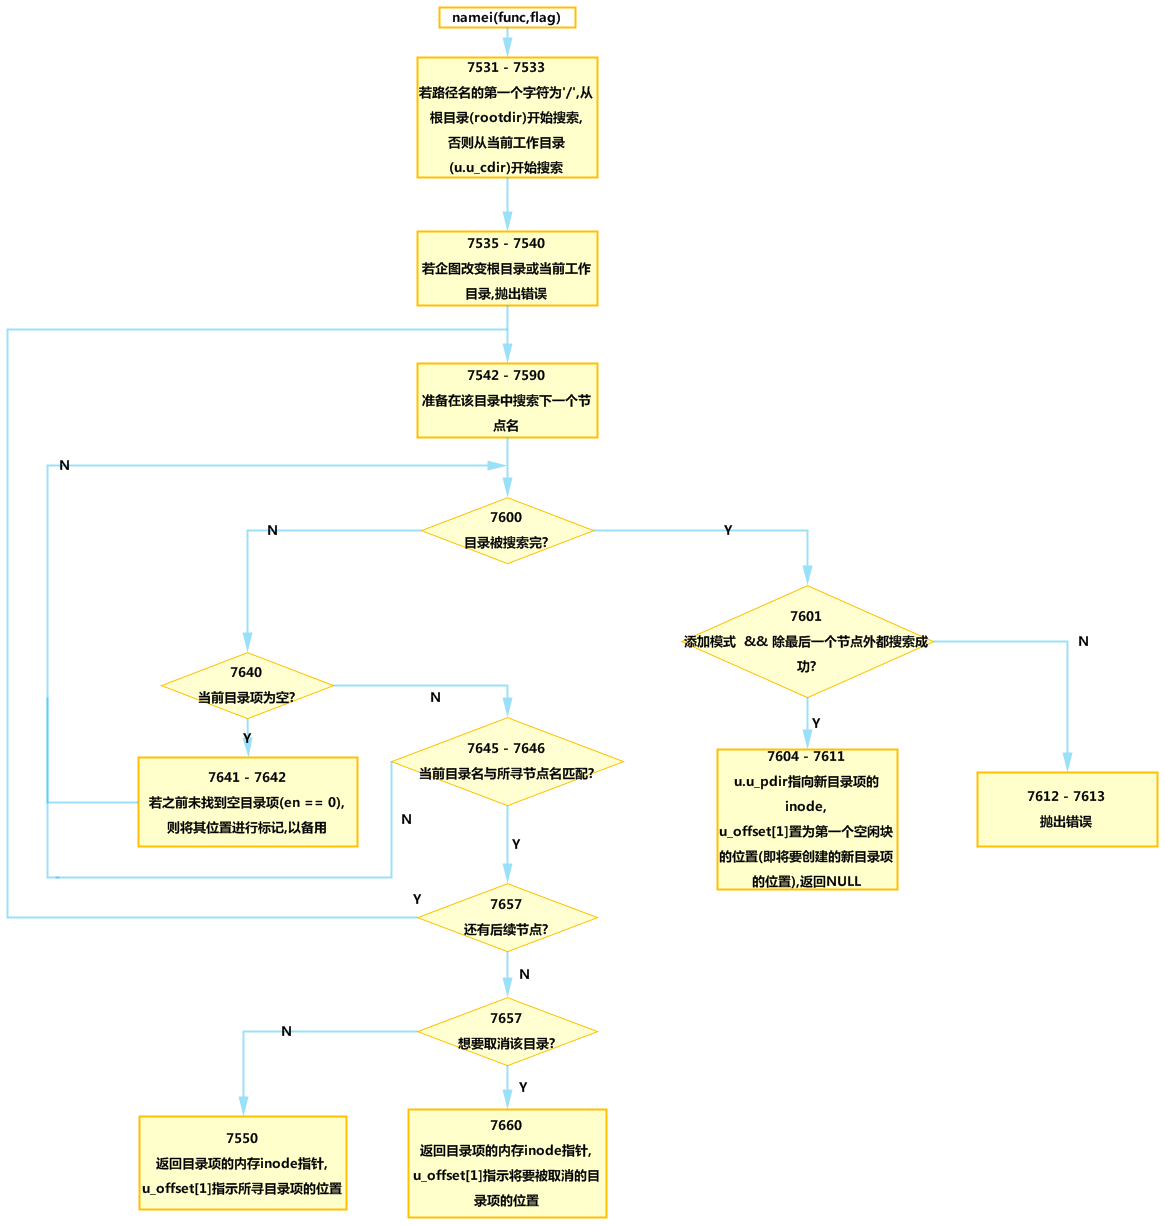 namei(func,flag)
7531 - 7533
若路径名的第一个字符为'/',从
根目录(rootdir)开始搜索,
否则从当前工作目录
(u.u_cdir)开始搜索
7535 - 7540
若企图改变根目录或当前工作
目录,抛出错误
7542 - 7590
准备在该目录中搜索下一个节
点名
N
7600
目录被搜索完?
N
Y
7601
添加模式 && 除最后一个节点外都搜索成
功?
N
Y
7640
当前目录项为空?
N
Y
7645 - 7646
当前目录名与所寻节点名匹配?
N
Y
7641 - 7642
若之前未找到空目录项(en == 0),
则将其位置进行标记,以备用
7604 - 7611
u.u_pdir指向新目录项的
inode,
u_offset[1]置为第一个空闲块
的位置(即将要创建的新目录项
的位置),返回NULL
7612 - 7613
抛出错误
Y
7657
还有后续节点?
N
7657
想要取消该目录?
N
Y
7550
返回目录项的内存inode指针,
u_offset[1]指示所寻目录项的位置
7660
返回目录项的内存inode指针,
u_offset[1]指示将要被取消的目
录项的位置